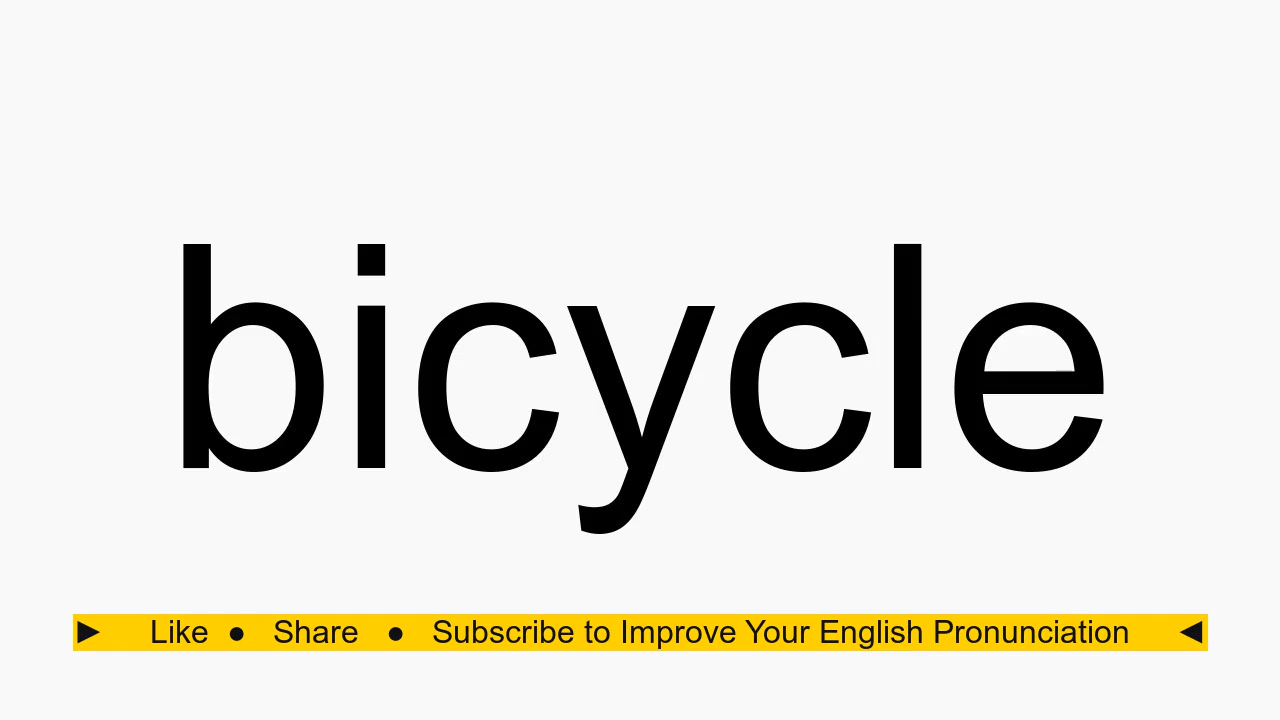 bicycle
► Like ● Share ● Subscribe to Improve Your English Pronunciation ◄